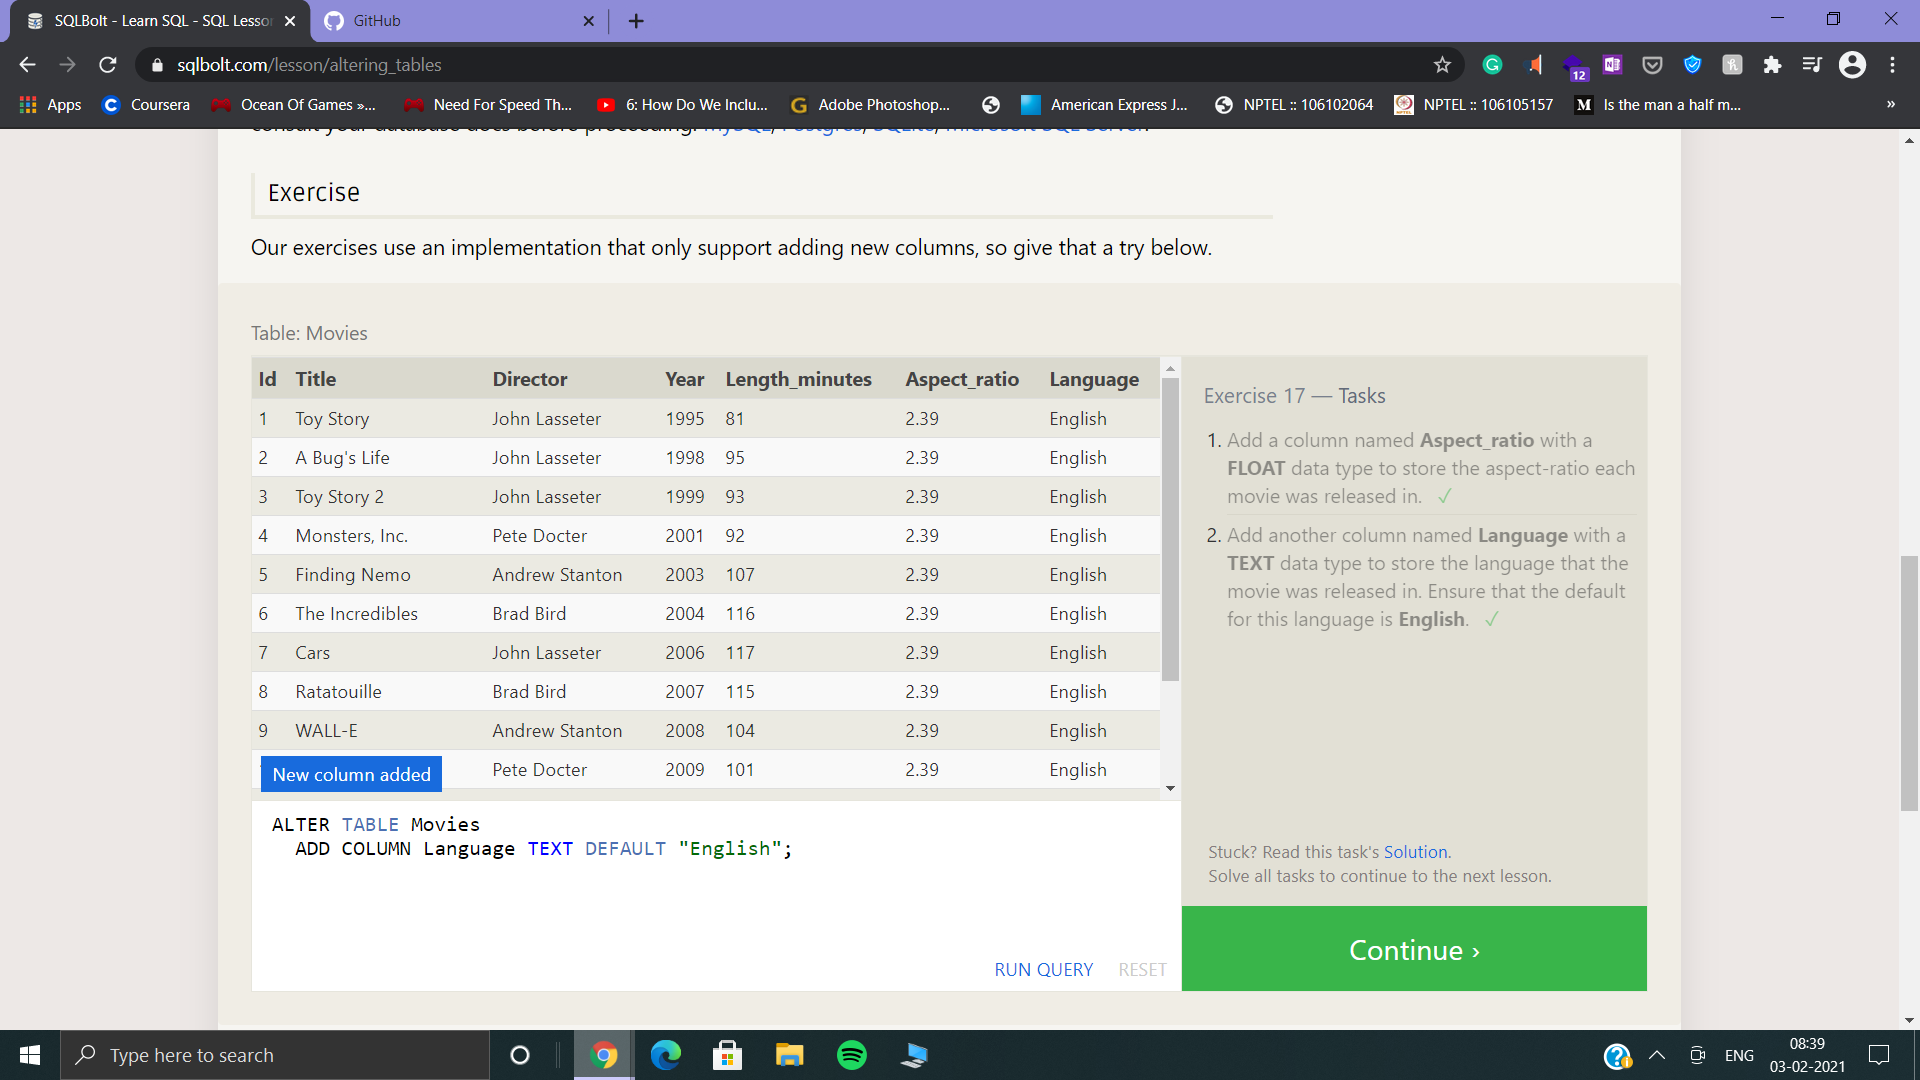 SQLBolt - Learn SQL - SQL Lesso
GitHub
sqlbolt.com/lesson/altering_tables
12
Apps
Coursera
Ocean Of Games »...
Need For Speed Th...
6: How Do We Inclu...
Adobe Photoshop...
American Express J...
NPTEL :: 106102064
NPTEL :: 106105157
Is the man a half m...
»
consult your database docs before proceeding: MySQL, Postgres, SQLite, Microsoft SQL Server.
Exercise
Our exercises use an implementation that only support adding new columns, so give that a try below.
Table: Movies
Id Title Director Year Length_minutes Aspect_ratio Language
1 Toy Story John Lasseter 1995 81 2.39 English
2 A Bug's Life John Lasseter 1998 95 2.39 English
3 Toy Story 2 John Lasseter 1999 93 2.39 English
4 Monsters, Inc. Pete Docter 2001 92 2.39 English
5 Finding Nemo Andrew Stanton 2003 107 2.39 English
6 The Incredibles Brad Bird 2004 116 2.39 English
7 Cars John Lasseter 2006 117 2.39 English
8 Ratatouille Brad Bird 2007 115 2.39 English
9 WALL-E Andrew Stanton 2008 104 2.39 English
Pete Docter 2009 101 2.39 English
New column added
ALTER TABLE Movies
ADD COLUMN Language TEXT DEFAULT "English";
RUN QUERY RESET
Exercise 17 — Tasks
1. Add a column named Aspect_ratio with a
FLOAT data type to store the aspect-ratio each
movie was released in. ✓
2. Add another column named Language with a
TEXT data type to store the language that the
movie was released in. Ensure that the default
for this language is English. ✓
Stuck? Read this task's Solution.
Solve all tasks to continue to the next lesson.
Continue ›
Type here to search
ENG
08:39
03-02-2021